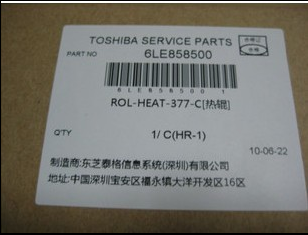 TOSHIBA SERVICE PARTS
PART NO 6LE858500
6LE8585001
ROL-HEAT-377-C[热辊]
Q'TY 1/ C(HR-1)
10-06-22
制造商:东芝泰格信息系统(深圳)有限公司
地址:中国深圳宝安区福永镇大洋开发区16区